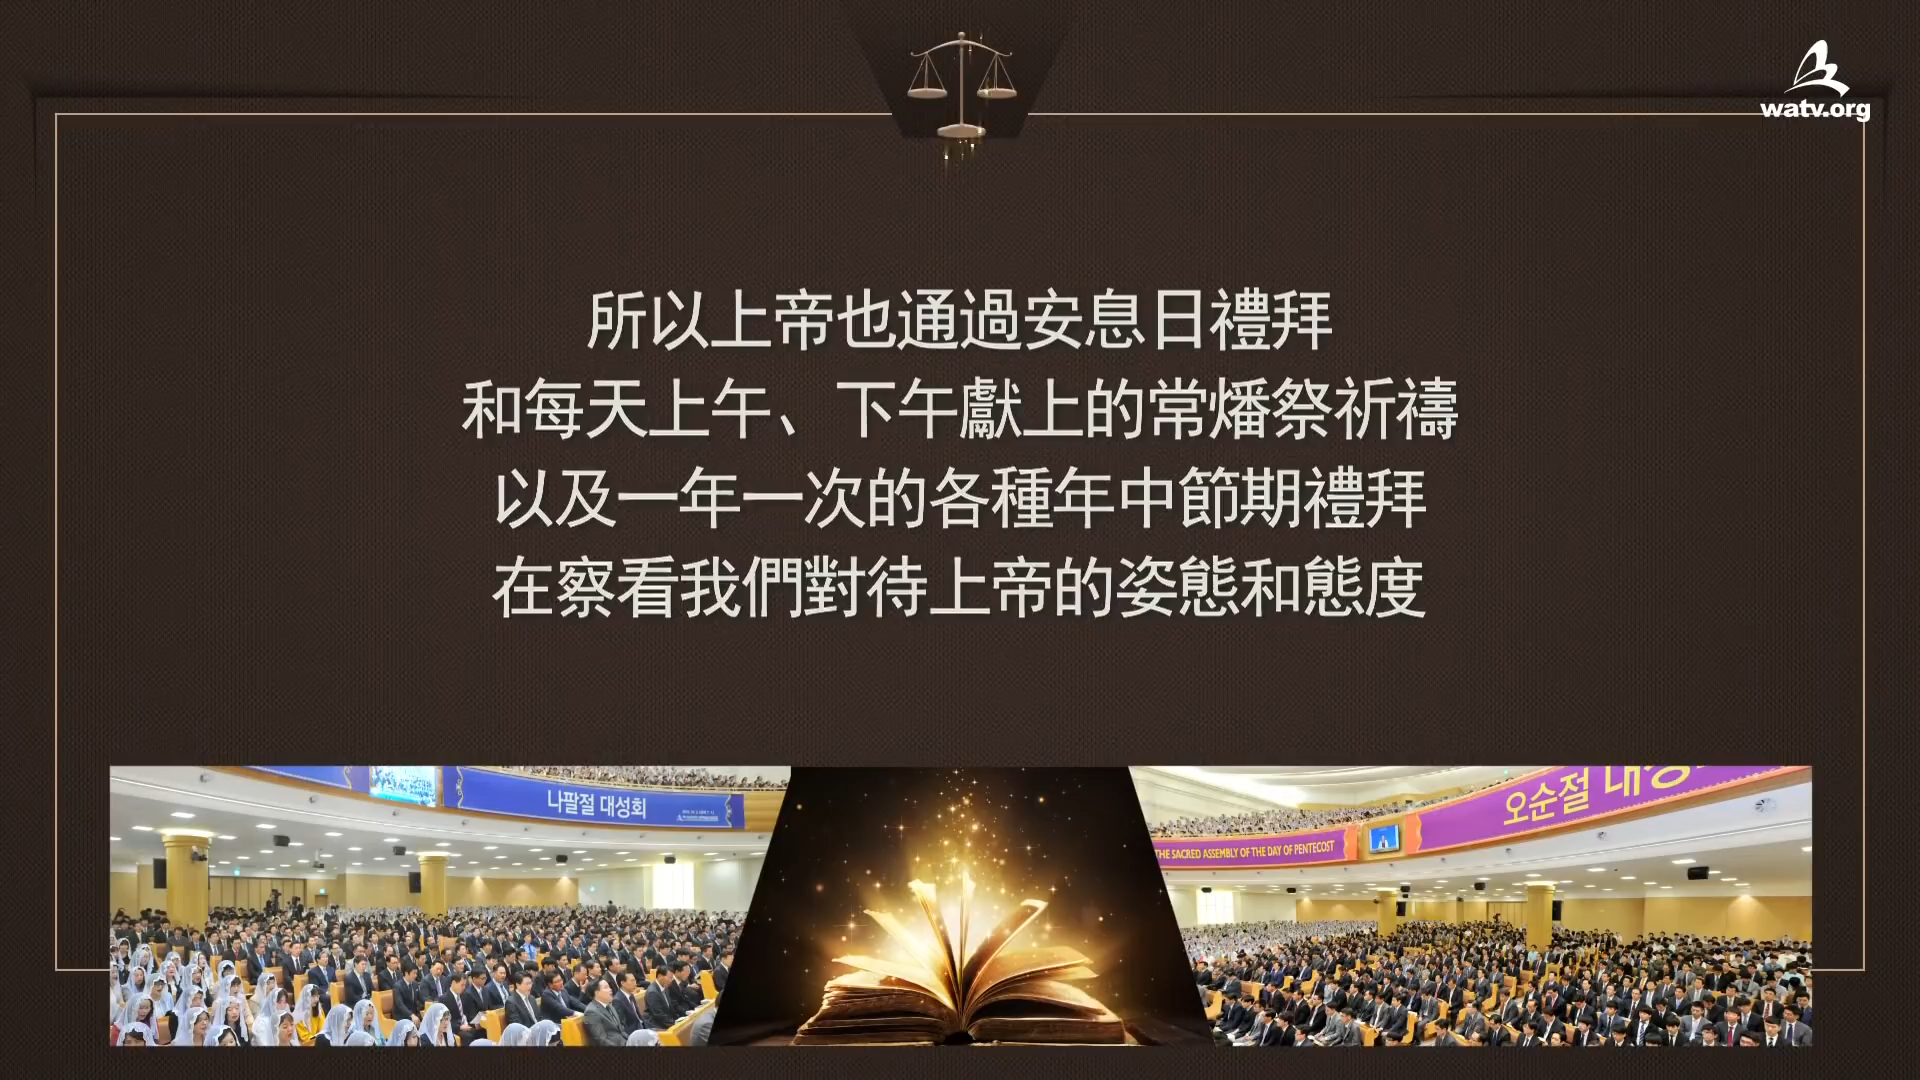 watv.org
所以上帝也通過安息日禮拜
和每天上午、下午獻上的常燔祭祈禱
以及一年一次的各種年中節期禮拜
在察看我們對待上帝的姿態和態度
나팔절 대성회
오순절 대성
THE SACRED ASSEMBLY OF THE DAY OF PENTECOST